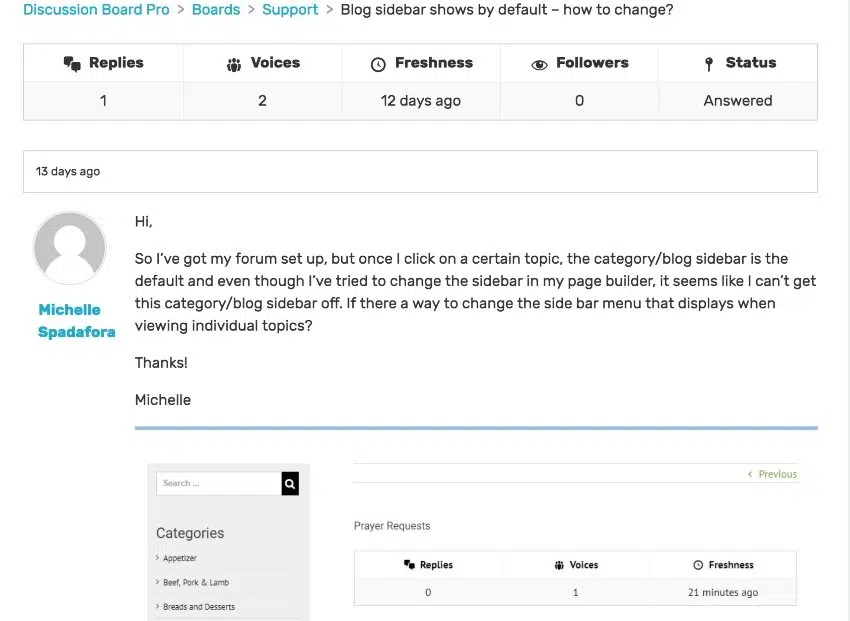 Discussion Board Pro > Boards > Support > Blog sidebar shows by default – how to change?
Replies Voices Freshness Followers Status
1 2 12 days ago 0 Answered
13 days ago
Hi,
So I've got my forum set up, but once I click on a certain topic, the category/blog sidebar is the
default and even though I've tried to change the sidebar in my page builder, it seems like I can't get
this category/blog sidebar off. If there a way to change the side bar menu that displays when
viewing individual topics?
Thanks!
Michelle
Michelle
Spadafora
Search ...
Categories
> Appetizer
> Beef, Pork & Lamb
> Breads and Desserts
< Previous
Prayer Requests
Replies Voices Freshness
0 1 21 minutes ago